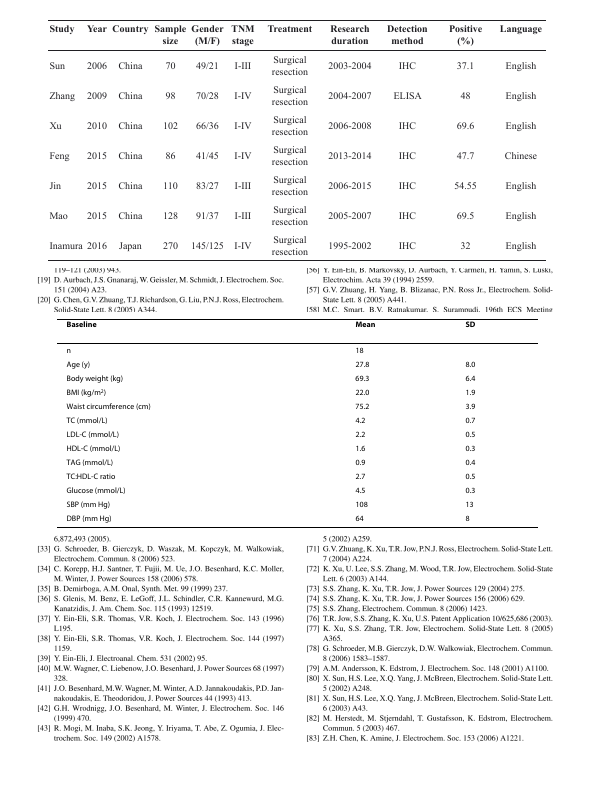 Study Year Country Sample size Gender (M/F) TNM stage Treatment Research duration Detection method Positive (%) Language
Sun 2006 China 70 49/21 I-III Surgical resection 2003-2004 IHC 37.1 English
Zhang 2009 China 98 70/28 I-IV Surgical resection 2004-2007 ELISA 48 English
Xu 2010 China 102 66/36 I-IV Surgical resection 2006-2008 IHC 69.6 English
Feng 2015 China 86 41/45 I-IV Surgical resection 2013-2014 IHC 47.7 Chinese
Jin 2015 China 110 83/27 I-III Surgical resection 2006-2015 IHC 54.55 English
Mao 2015 China 128 91/37 I-III Surgical resection 2005-2007 IHC 69.5 English
Inamura 2016 Japan 270 145/125 I-IV Surgical resection 1995-2002 IHC 32 English
119–121 (2003) 943.
[19] D. Aurbach, J.S. Gnanaraj, W. Geissler, M. Schmidt, J. Electrochem. Soc.
151 (2004) A23.
[20] G. Chen, G.V. Zhuang, T.J. Richardson, G. Liu, P.N.J. Ross, Electrochem.
Solid-State Lett. 8 (2005) A344.
[56] Y. Ein-Eli, B. Markovsky, D. Aurbach, Y. Carmeli, H. Yamin, S. Luski,
Electrochim. Acta 39 (1994) 2559.
[57] G.V. Zhuang, H. Yang, B. Blizanac, P.N. Ross Jr., Electrochem. Solid-
State Lett. 8 (2005) A441.
[58] M.C. Smart, B.V. Ratnakumar, S. Surampudi, 196th ECS Meeting
Baseline Mean SD
n 18
Age (y) 27.8 8.0
Body weight (kg) 69.3 6.4
BMI (kg/m²) 22.0 1.9
Waist circumference (cm) 75.2 3.9
TC (mmol/L) 4.2 0.7
LDL-C (mmol/L) 2.2 0.5
HDL-C (mmol/L) 1.6 0.3
TAG (mmol/L) 0.9 0.4
TC:HDL-C ratio 2.7 0.5
Glucose (mmol/L) 4.5 0.3
SBP (mm Hg) 108 13
DBP (mm Hg) 64 8
6,872,493 (2005).
[33] G. Schroeder, B. Gierczyk, D. Waszak, M. Kopczyk, M. Walkowiak,
Electrochem. Commun. 8 (2006) 523.
[34] C. Korepp, H.J. Santner, T. Fujii, M. Ue, J.O. Besenhard, K.C. Moller,
M. Winter, J. Power Sources 158 (2006) 578.
[35] B. Demirboga, A.M. Onal, Synth. Met. 99 (1999) 237.
[36] S. Glenis, M. Benz, E. LeGoff, J.L. Schindler, C.R. Kannewurd, M.G.
Kanatzidis, J. Am. Chem. Soc. 115 (1993) 12519.
[37] Y. Ein-Eli, S.R. Thomas, V.R. Koch, J. Electrochem. Soc. 143 (1996)
L195.
[38] Y. Ein-Eli, S.R. Thomas, V.R. Koch, J. Electrochem. Soc. 144 (1997)
1159.
[39] Y. Ein-Eli, J. Electroanal. Chem. 531 (2002) 95.
[40] M.W. Wagner, C. Liebenow, J.O. Besenhard, J. Power Sources 68 (1997)
328.
[41] J.O. Besenhard, M.W. Wagner, M. Winter, A.D. Jannakoudakis, P.D. Jan-
nakoudakis, E. Theodoridou, J. Power Sources 44 (1993) 413.
[42] G.H. Wrodnigg, J.O. Besenhard, M. Winter, J. Electrochem. Soc. 146
(1999) 470.
[43] R. Mogi, M. Inaba, S.K. Jeong, Y. Iriyama, T. Abe, Z. Ogumia, J. Elec-
trochem. Soc. 149 (2002) A1578.
5 (2002) A259.
[71] G.V. Zhuang, K. Xu, T.R. Jow, P.N.J. Ross, Electrochem. Solid-State Lett.
7 (2004) A224.
[72] K. Xu, U. Lee, S.S. Zhang, M. Wood, T.R. Jow, Electrochem. Solid-State
Lett. 6 (2003) A144.
[73] S.S. Zhang, K. Xu, T.R. Jow, J. Power Sources 129 (2004) 275.
[74] S.S. Zhang, K. Xu, T.R. Jow, J. Power Sources 156 (2006) 629.
[75] S.S. Zhang, Electrochem. Commun. 8 (2006) 1423.
[76] T.R. Jow, S.S. Zhang, K. Xu, U.S. Patent Application 10/625,686 (2003).
[77] K. Xu, S.S. Zhang, T.R. Jow, Electrochem. Solid-State Lett. 8 (2005)
A365.
[78] G. Schroeder, M.B. Gierczyk, D.W. Walkowiak, Electrochem. Commun.
8 (2006) 1583–1587.
[79] A.M. Andersson, K. Edstrom, J. Electrochem. Soc. 148 (2001) A1100.
[80] X. Sun, H.S. Lee, X.Q. Yang, J. McBreen, Electrochem. Solid-State Lett.
5 (2002) A248.
[81] X. Sun, H.S. Lee, X.Q. Yang, J. McBreen, Electrochem. Solid-State Lett.
6 (2003) A43.
[82] M. Herstedt, M. Stjerndahl, T. Gustafsson, K. Edstrom, Electrochem.
Commun. 5 (2003) 467.
[83] Z.H. Chen, K. Amine, J. Electrochem. Soc. 153 (2006) A1221.